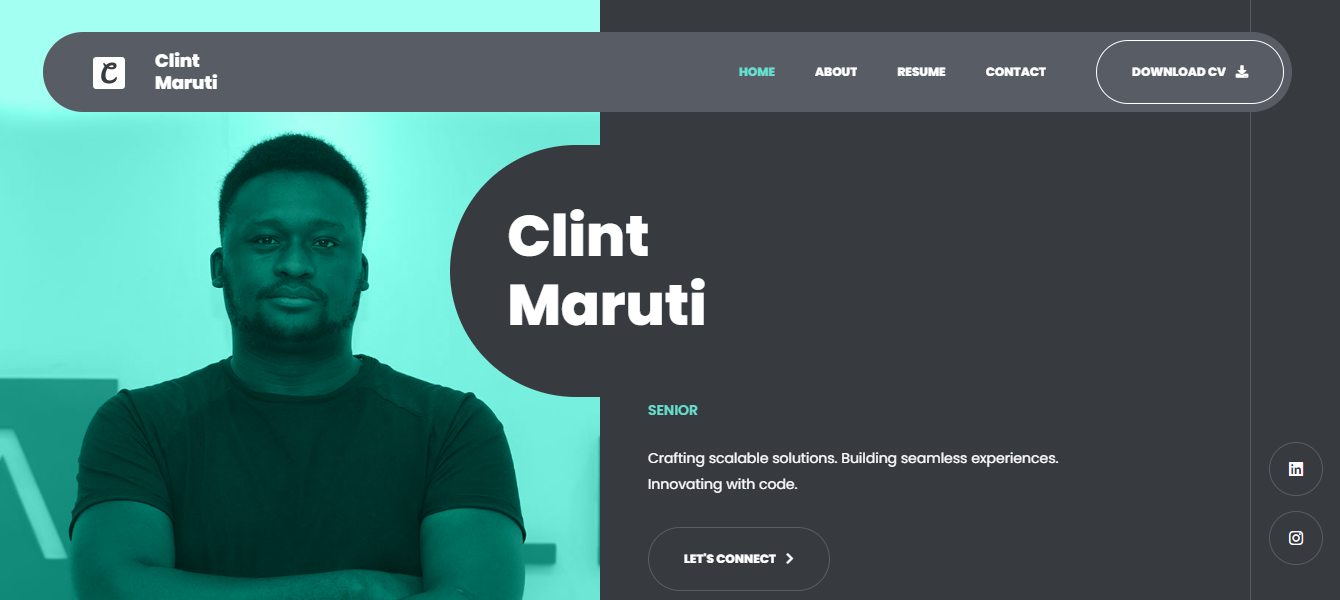 C
Clint
Maruti
HOME ABOUT RESUME CONTACT DOWNLOAD CV
Clint
Maruti
SENIOR
Crafting scalable solutions. Building seamless experiences.
Innovating with code.
in
LET'S CONNECT